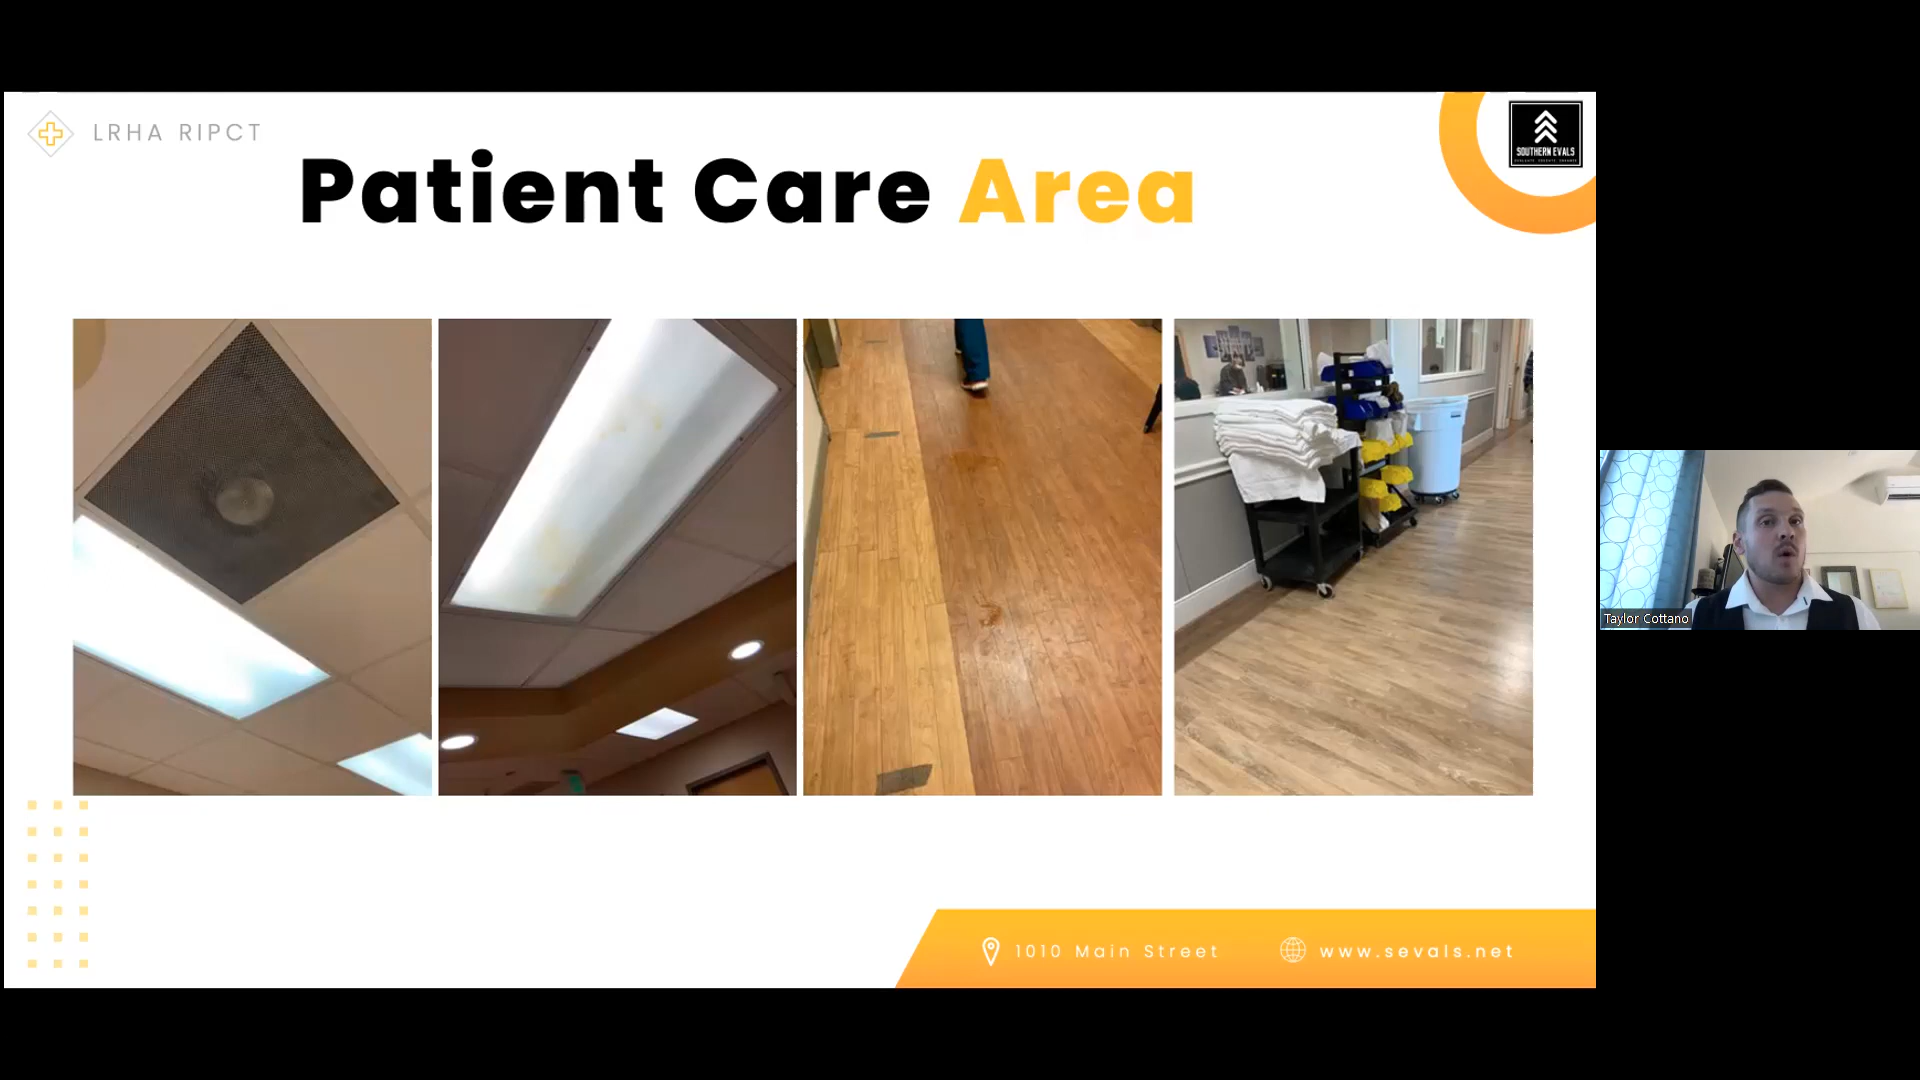 LRHA RIPCT
Patient Care Area
SOUTHERN EVALS
1010 Main Street
www.sevals.net
Taylor Cottano